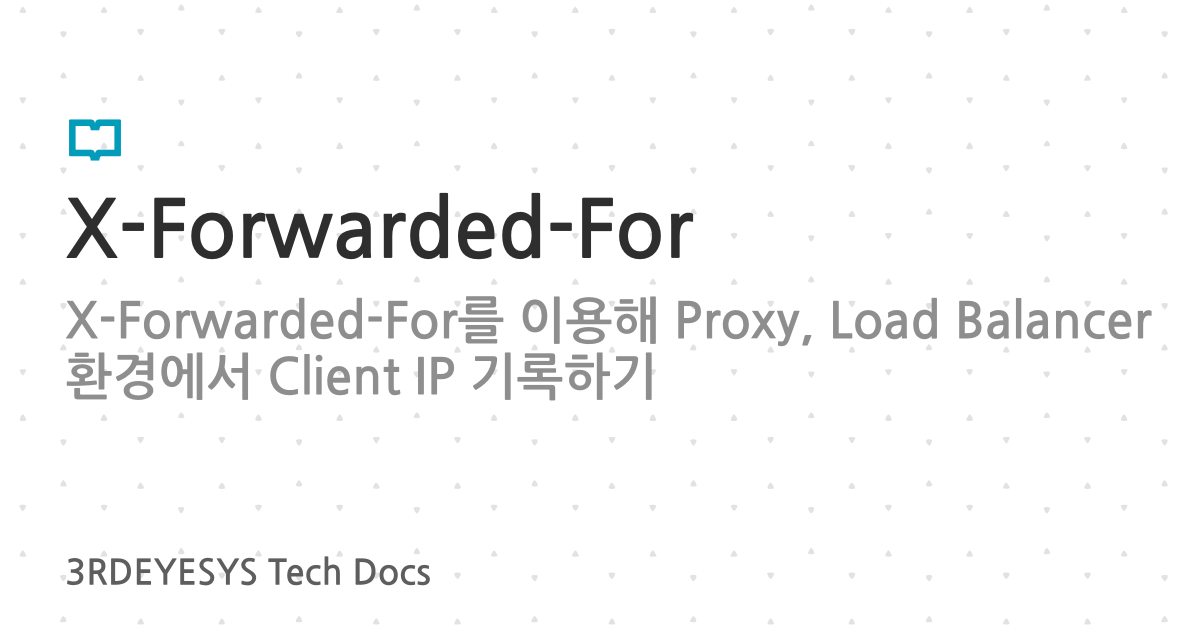 X-Forwarded-For
X-Forwarded-For를 이용해 Proxy, Load Balancer
환경에서 Client IP 기록하기
3RDEYESYS Tech Docs